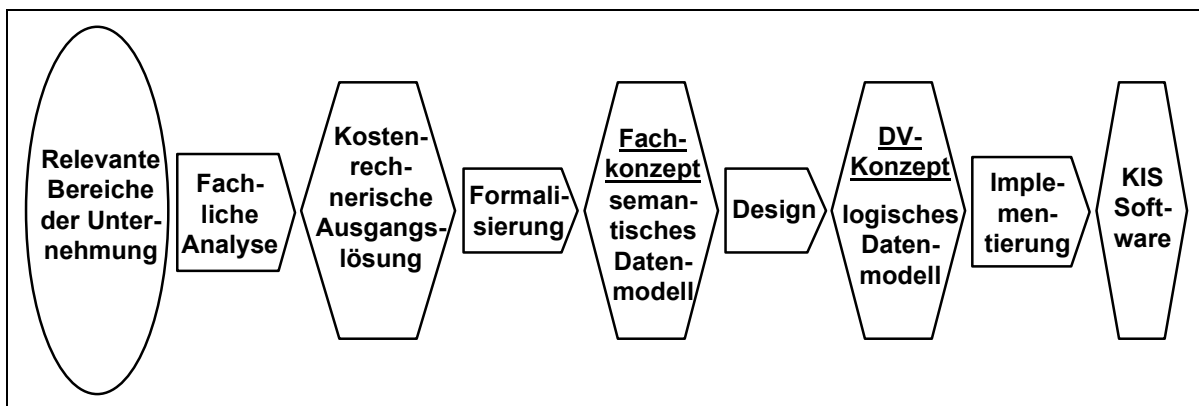 Relevante
Bereiche
der Unter-
nehmung
Fach-
liche
Analyse
Kosten-
rech-
nerische
Ausgangs-
lösung
Formali-
sierung
Fach-
konzept
seman-
tisches
Daten-
modell
Design
DV-
Konzept
logisches
Daten-
modell
Imple-
men-
tierung
KIS
Soft-
ware